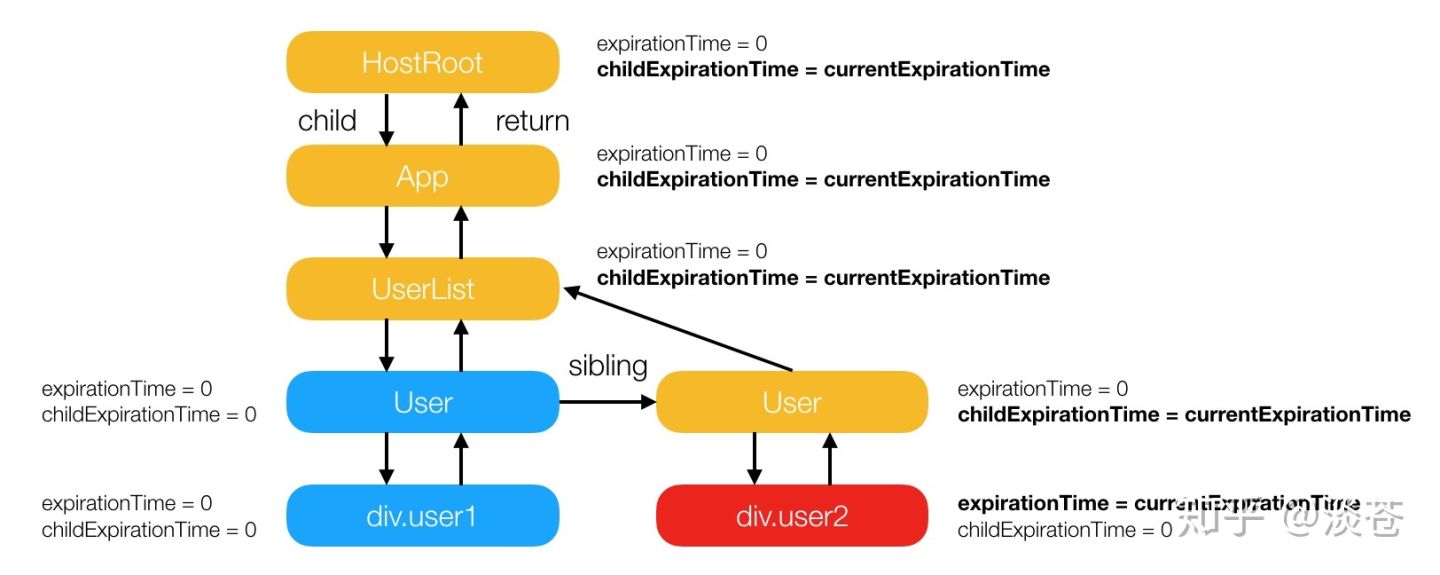 HostRoot
expirationTime = 0
childExpirationTime = currentExpirationTime
child
return
App
expirationTime = 0
childExpirationTime = currentExpirationTime
UserList
expirationTime = 0
childExpirationTime = currentExpirationTime
sibling
expirationTime = 0
childExpirationTime = 0
User
User
expirationTime = 0
childExpirationTime = currentExpirationTime
expirationTime = 0
childExpirationTime = 0
div.user1
div.user2
expirationTime = currentExpirationTime
childExpirationTime = 0
知乎 @淡苍